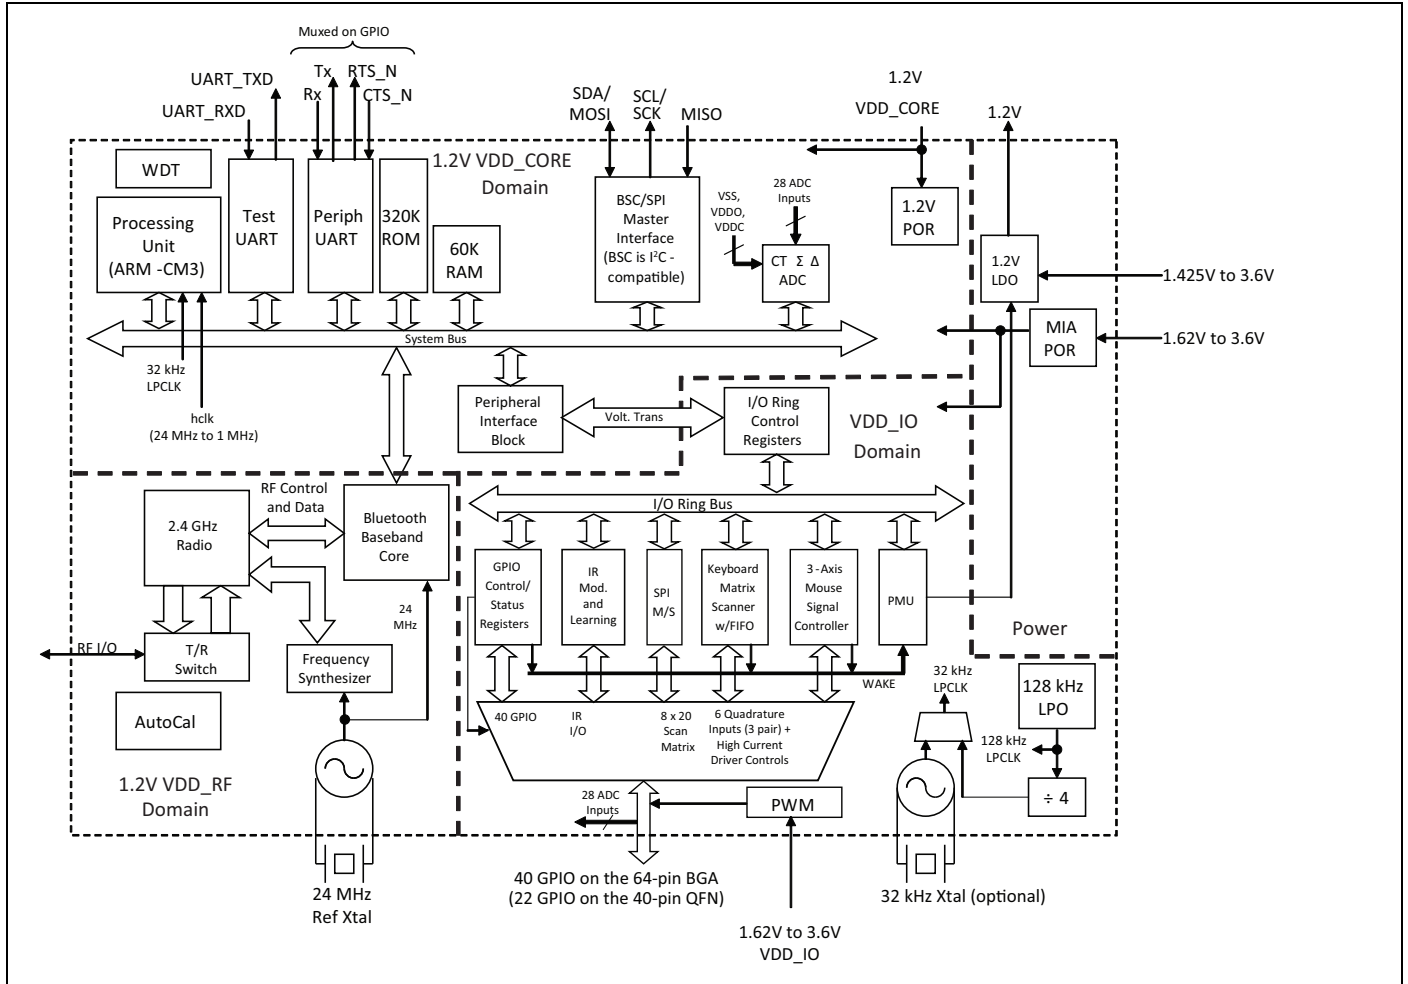 Muxed on GPIO
UART_TXD
Tx
RTS_N
Rx
CTS_N
UART_RXD
SDA/
MOSI
SCL/
SCK
MISO
1.2V
VDD_CORE
1.2V
WDT
1.2V VDD_CORE
Domain
Processing
Unit
(ARM -CM3)
Test
UART
Periph
UART
320K
ROM
60K
RAM
BSC/SPI
Master
Interface
(BSC is I²C -
compatible)
VSS,
VDDO,
VDDC
28 ADC
Inputs
CT Σ Δ
ADC
1.2V
POR
1.2V
LDO
1.425V to 3.6V
MIA
POR
1.62V to 3.6V
System Bus
32 kHz
LPCLK
hclk
(24 MHz to 1 MHz)
Peripheral
Interface
Block
Volt. Trans
I/O Ring
Control
Registers
VDD_IO
Domain
RF Control
and Data
2.4 GHz
Radio
Bluetooth
Baseband
Core
I/O Ring Bus
GPIO
Control/
Status
Registers
IR
Mod.
and
Learning
SPI
M/S
Keyboard
Matrix
Scanner
w/FIFO
3-Axis
Mouse
Signal
Controller
PMU
24
MHz
RF I/O
T/R
Switch
Frequency
Synthesizer
AutoCal
1.2V VDD_RF
Domain
WAKE
Power
32 kHz
LPCLK
128 kHz
LPO
128 kHz
LPCLK
÷ 4
40 GPIO
IR
I/O
8 x 20
Scan
Matrix
6 Quadrature
Inputs (3 pair) +
High Current
Driver Controls
28 ADC
Inputs
PWM
24 MHz
Ref Xtal
40 GPIO on the 64-pin BGA
(22 GPIO on the 40-pin QFN)
32 kHz Xtal (optional)
1.62V to 3.6V
VDD_IO